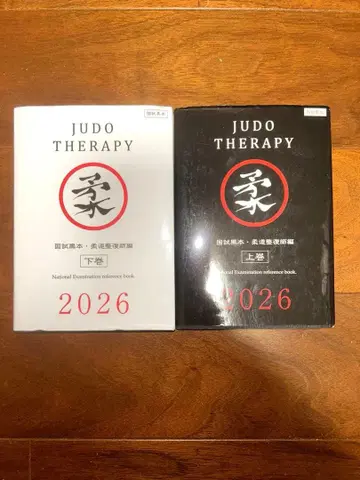 JUDO
THERAPY
柔
国試黒本・柔道整復師編
下巻
National Examination reference book.
2026
JUDO
THERAPY
柔
国試黒本・柔道整復師編
上巻
National Examination reference book.
2026